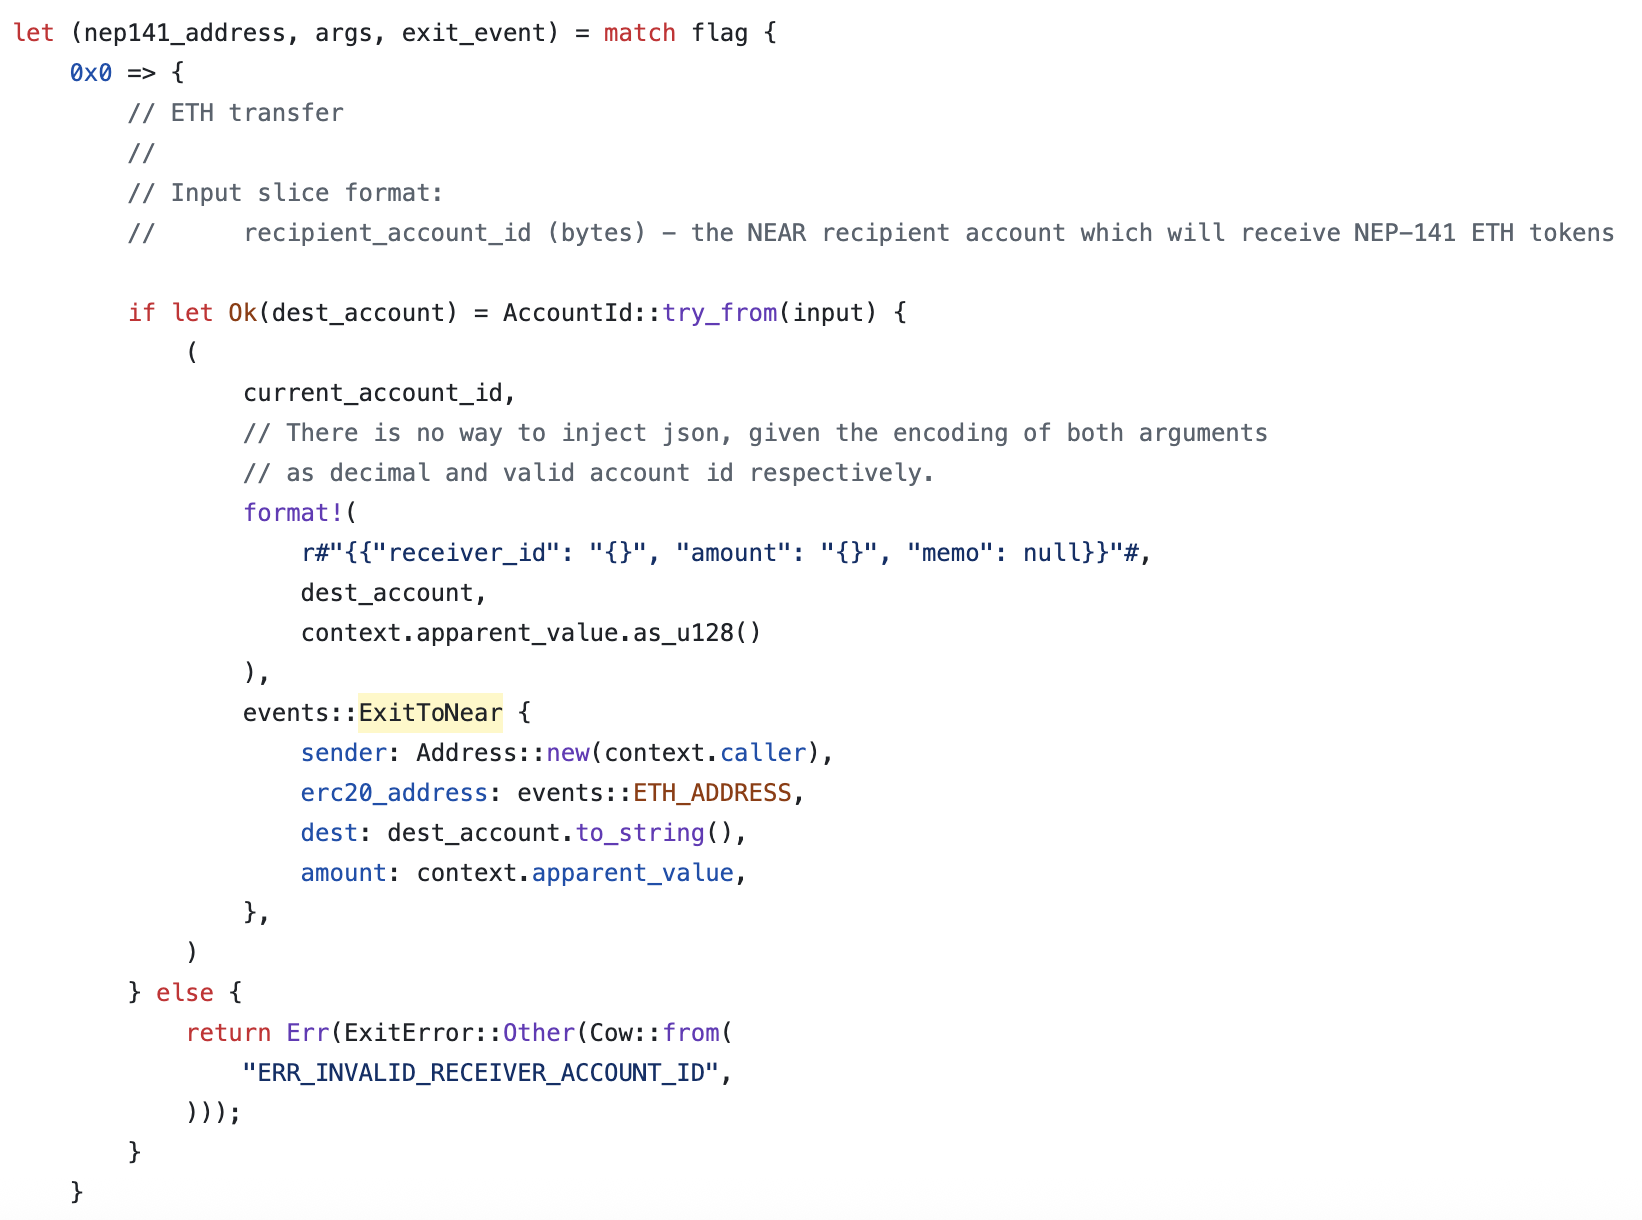 let (nep141_address, args, exit_event) = match flag {
    0x0 => {
        // ETH transfer
        //
        // Input slice format:
        //      recipient_account_id (bytes) - the NEAR recipient account which will receive NEP-141 ETH tokens

        if let Ok(dest_account) = AccountId::try_from(input) {
            (
                current_account_id,
                // There is no way to inject json, given the encoding of both arguments
                // as decimal and valid account id respectively.
                format!(
                    r#"{{"receiver_id": "{}", "amount": "{}", "memo": null}}"#,
                    dest_account,
                    context.apparent_value.as_u128()
                ),
                events::ExitToNear {
                    sender: Address::new(context.caller),
                    erc20_address: events::ETH_ADDRESS,
                    dest: dest_account.to_string(),
                    amount: context.apparent_value,
                },
            )
        } else {
            return Err(ExitError::Other(Cow::from(
                "ERR_INVALID_RECEIVER_ACCOUNT_ID",
            )));
        }
    }